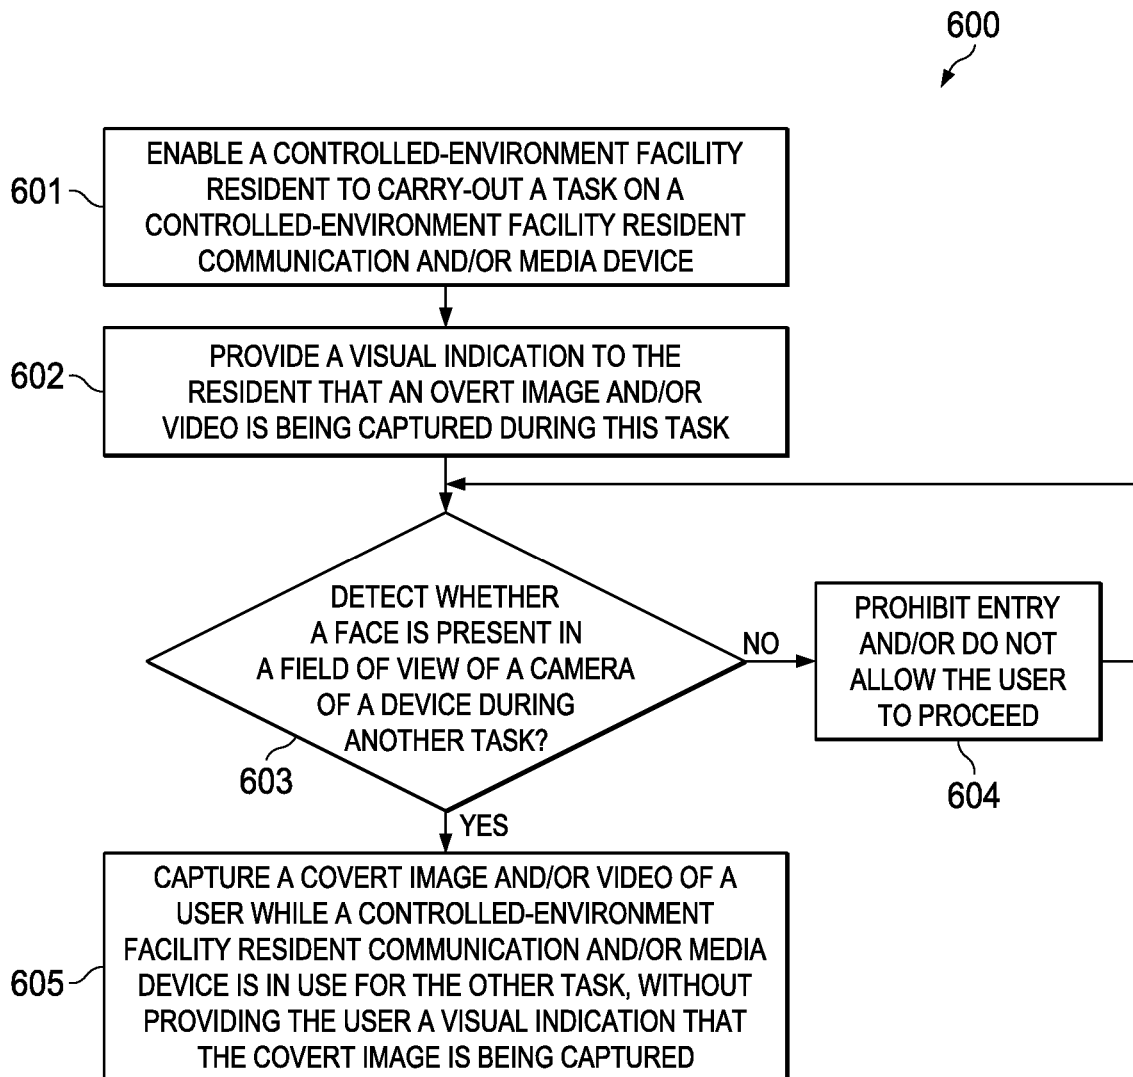 600
601
ENABLE A CONTROLLED-ENVIRONMENT FACILITY
RESIDENT TO CARRY-OUT A TASK ON A
CONTROLLED-ENVIRONMENT FACILITY RESIDENT
COMMUNICATION AND/OR MEDIA DEVICE
602
PROVIDE A VISUAL INDICATION TO THE
RESIDENT THAT AN OVERT IMAGE AND/OR
VIDEO IS BEING CAPTURED DURING THIS TASK
DETECT WHETHER
A FACE IS PRESENT IN
A FIELD OF VIEW OF A CAMERA
OF A DEVICE DURING
ANOTHER TASK?
603
NO
PROHIBIT ENTRY
AND/OR DO NOT
ALLOW THE USER
TO PROCEED
604
YES
605
CAPTURE A COVERT IMAGE AND/OR VIDEO OF A
USER WHILE A CONTROLLED-ENVIRONMENT
FACILITY RESIDENT COMMUNICATION AND/OR MEDIA
DEVICE IS IN USE FOR THE OTHER TASK, WITHOUT
PROVIDING THE USER A VISUAL INDICATION THAT
THE COVERT IMAGE IS BEING CAPTURED